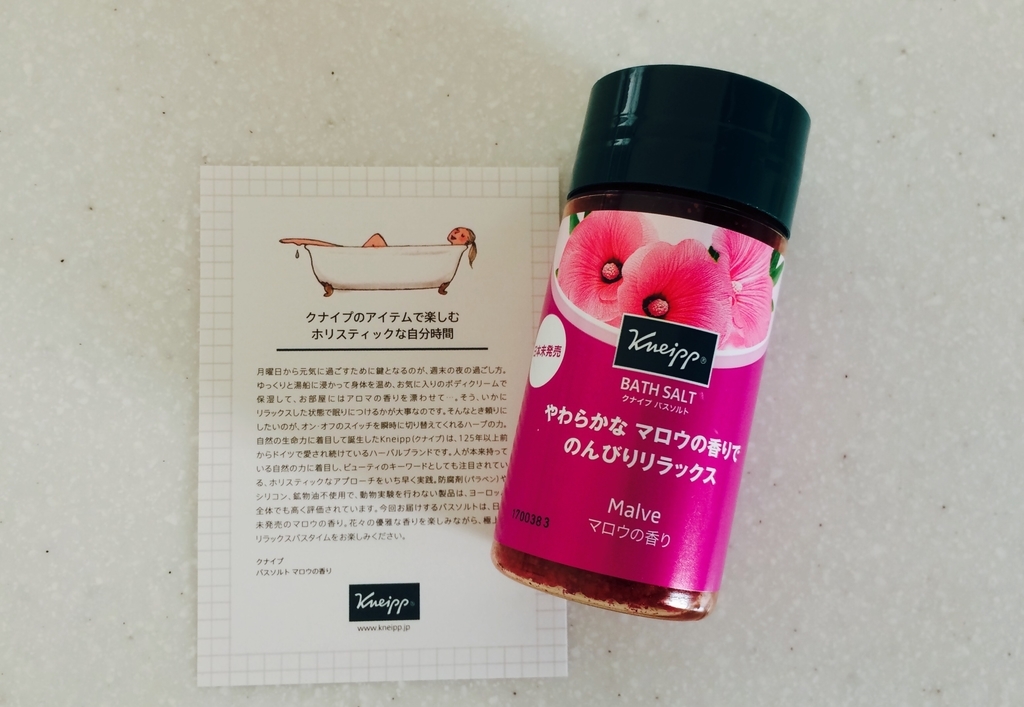 クナイプのアイテムで楽しむ
ホリスティックな自分時間
月曜日から元気に過ごすために鍵となるのが、週末の夜の過ごし方。
ゆっくりと湯船に浸かって身体を温め、お気に入りのボディクリームで
保湿して、お部屋にはアロマの香りを漂わせて…。そう、いかに
リラックスした状態で眠りにつけるかが大事なのです。そんなとき頼りに
したいのが、オン・オフのスイッチを瞬時に切り替えてくれるハーブの力。
自然の生命力に着目して誕生したKneipp(クナイプ)は、125年以上前
からドイツで愛され続けているハーバルブランドです。人が本来持って
いる自然の力に着目し、ビューティのキーワードとしても注目されてい
る、ホリスティックなアプローチをいち早く実践。防腐剤(パラベン)や
シリコン、鉱物油不使用で、動物実験を行わない製品は、ヨーロッ
全体でも高く評価されています。今回お届けするバスソルトは、日
未発売のマロウの香り。花々の優雅な香りを楽しみながら、極上
リラックスバスタイムをお楽しみください。
クナイプ
バスソルト マロウの香り
Kneipp®
www.kneipp.jp
Kneipp®
BATH SALT
クナイプ バスソルト
日本未発売
やわらかな マロウの香りで
のんびりリラックス
Malve
マロウの香り
1700383